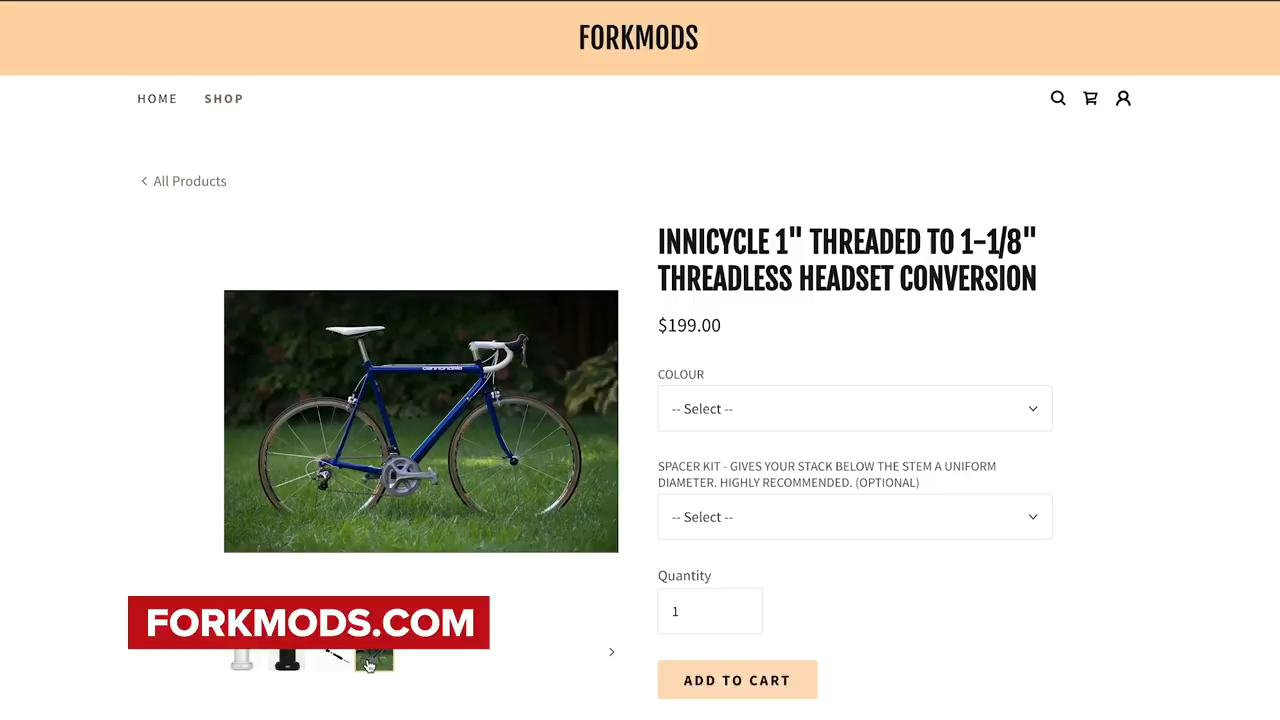 FORKMODS
HOME
SHOP
All Products
INNICYCLE 1" THREADED TO 1-1/8"
THREADLESS HEADSET CONVERSION
$199.00
COLOUR
-- Select --
SPACER KIT - GIVES YOUR STACK BELOW THE STEM A UNIFORM
DIAMETER. HIGHLY RECOMMENDED. (OPTIONAL)
-- Select --
Quantity
1
ADD TO CART
cannondale
FORKMODS.COM